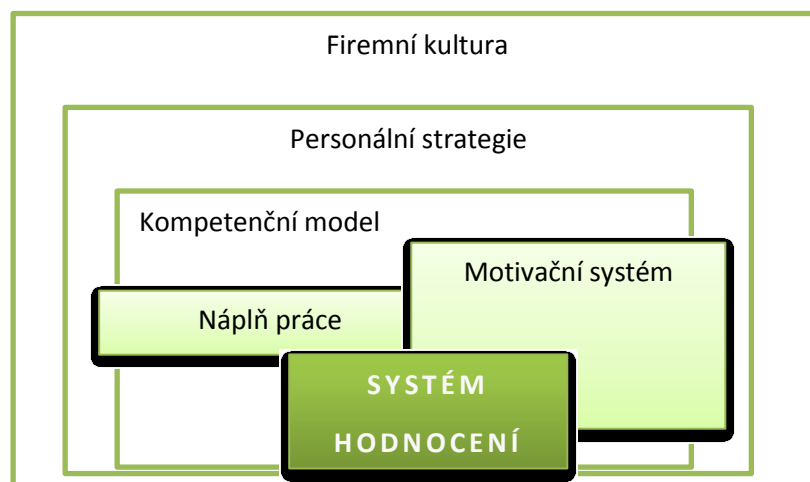 Firemní kultura
Personální strategie
Kompetenční model
Motivační systém
Náplň práce
SYSTÉM
HODNOCENÍ